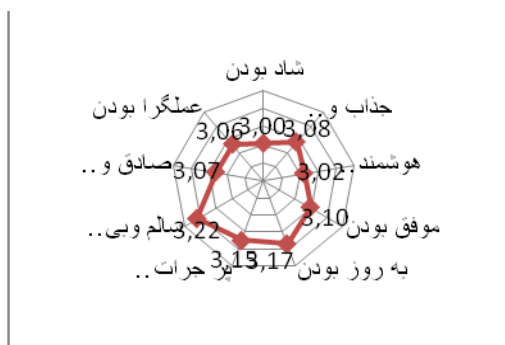 شاد بودن
جذاب و..
هوشمند..
موفق بودن
به روز بودن
پر جرات..
سالم وبی..
صادق و..
عملگرا بودن
3,00
3,08
3,02
3,10
3,17
3,13
3,22
3,07
3,06